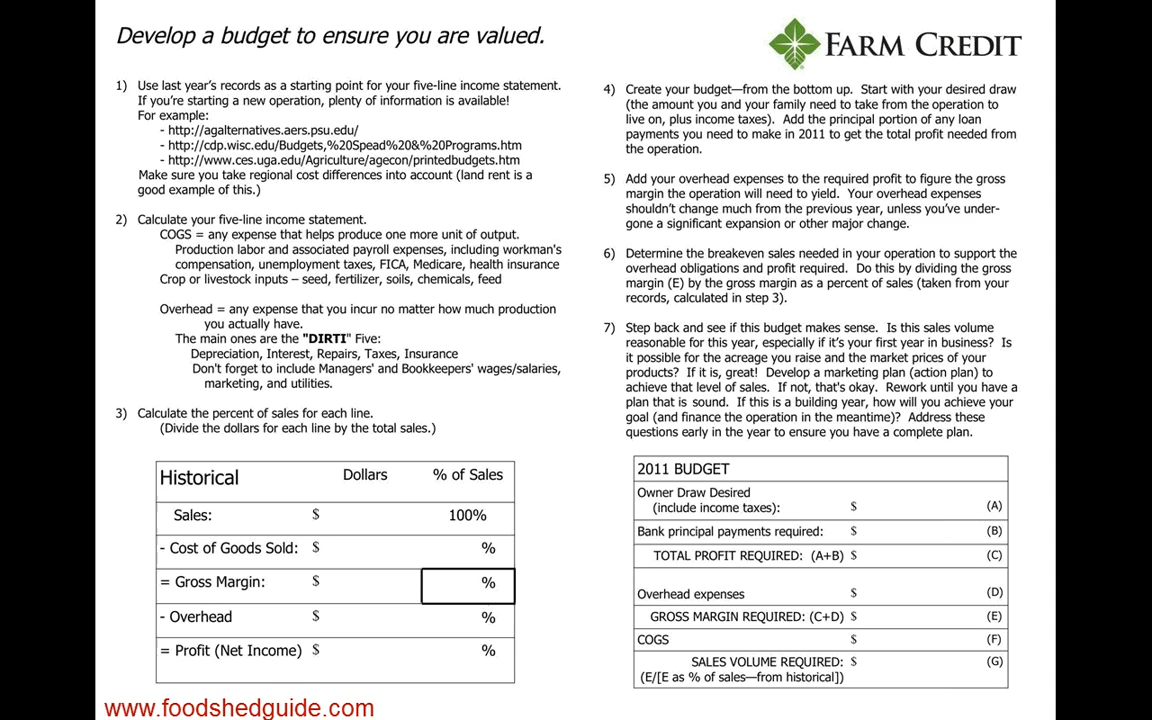 Develop a budget to ensure you are valued.
FARM CREDIT
1) Use last year's records as a starting point for your five-line income statement.
If you're starting a new operation, plenty of information is available!
For example:
- http://agalternatives.aers.psu.edu/
- http://cdp.wisc.edu/Budgets,%20Spead%20&%20Programs.htm
- http://www.ces.uga.edu/Agriculture/agecon/printedbudgets.htm
Make sure you take regional cost differences into account (land rent is a
good example of this.)
2) Calculate your five-line income statement.
COGS = any expense that helps produce one more unit of output.
Production labor and associated payroll expenses, including workman's
compensation, unemployment taxes, FICA, Medicare, health insurance
Crop or livestock inputs – seed, fertilizer, soils, chemicals, feed
Overhead = any expense that you incur no matter how much production
you actually have.
The main ones are the "DIRTI" Five:
Depreciation, Interest, Repairs, Taxes, Insurance
Don't forget to include Managers' and Bookkeepers' wages/salaries,
marketing, and utilities.
3) Calculate the percent of sales for each line.
(Divide the dollars for each line by the total sales.)
Historical Dollars % of Sales
Sales: $ 100%
- Cost of Goods Sold: $ %
= Gross Margin: $ %
- Overhead $ %
= Profit (Net Income) $ %
www.foodshedguide.com
4) Create your budget—from the bottom up. Start with your desired draw
(the amount you and your family need to take from the operation to
live on, plus income taxes). Add the principal portion of any loan
payments you need to make in 2011 to get the total profit needed from
the operation.
5) Add your overhead expenses to the required profit to figure the gross
margin the operation will need to yield. Your overhead expenses
shouldn't change much from the previous year, unless you've under-
gone a significant expansion or other major change.
6) Determine the breakeven sales needed in your operation to support the
overhead obligations and profit required. Do this by dividing the gross
margin (E) by the gross margin as a percent of sales (taken from your
records, calculated in step 3).
7) Step back and see if this budget makes sense. Is this sales volume
reasonable for this year, especially if it's your first year in business? Is
it possible for the acreage you raise and the market prices of your
products? If it is, great! Develop a marketing plan (action plan) to
achieve that level of sales. If not, that's okay. Rework until you have a
plan that is sound. If this is a building year, how will you achieve your
goal (and finance the operation in the meantime)? Address these
questions early in the year to ensure you have a complete plan.
2011 BUDGET
Owner Draw Desired
(include income taxes): $ (A)
Bank principal payments required: $ (B)
TOTAL PROFIT REQUIRED: (A+B) $ (C)
Overhead expenses $ (D)
GROSS MARGIN REQUIRED: (C+D) $ (E)
COGS $ (F)
SALES VOLUME REQUIRED: $ (G)
(E/[E as % of sales—from historical])